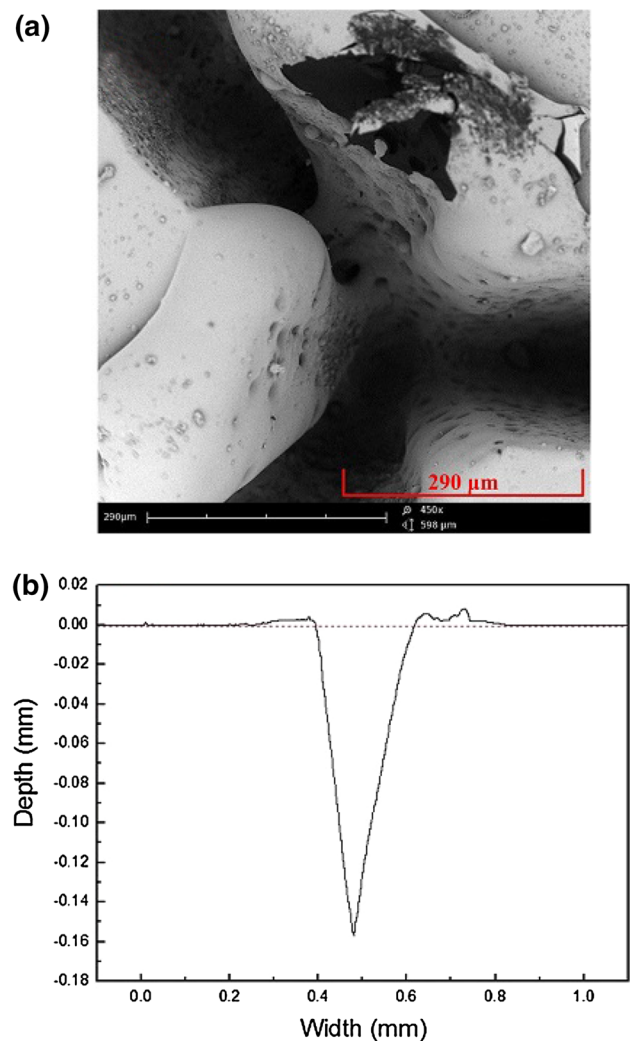 (a)
290 µm
290µm
450x
598 µm
(b)
0.02
0.00
-0.02
-0.04
-0.06
-0.08
-0.10
-0.12
-0.14
-0.16
-0.18
Depth (mm)
0.0 0.2 0.4 0.6 0.8 1.0
Width (mm)